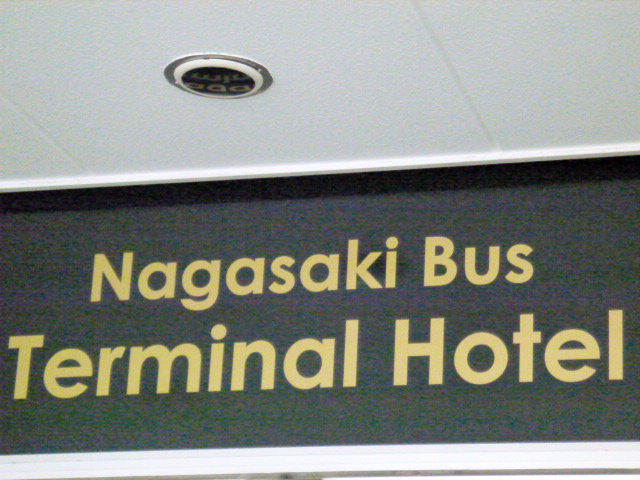 Nagasaki Bus
Terminal Hotel